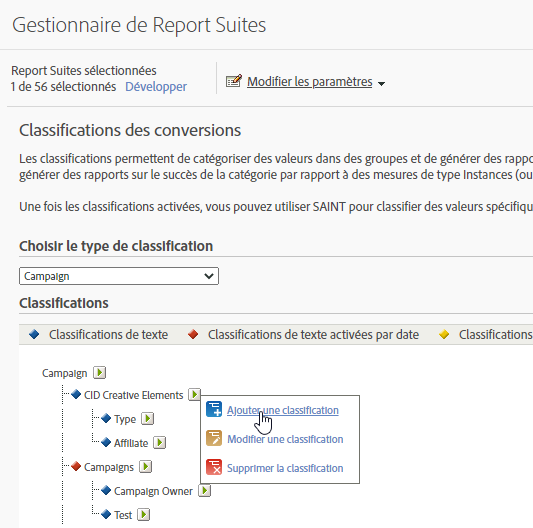 Gestionnaire de Report Suites
Report Suites sélectionnées
1 de 56 sélectionnés Développer
Modifier les paramètres
Classifications des conversions
Les classifications permettent de catégoriser des valeurs dans des groupes et de générer des rappo
générer des rapports sur le succès de la catégorie par rapport à des mesures de type Instances (ou
Une fois les classifications activées, vous pouvez utiliser SAINT pour classifier des valeurs spécifiqu
Choisir le type de classification
Campaign
Classifications
Classifications de texte Classifications de texte activées par date Classifications
Campaign
CID Creative Elements
Ajouter une classification
Type
Modifier une classification
Affiliate
Campaigns
Supprimer la classification
Campaign Owner
Test